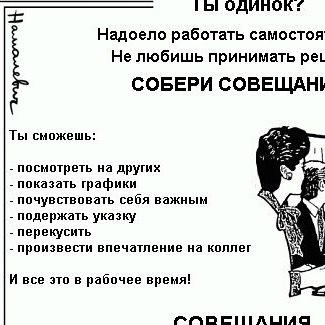 Ты одинок?
Надоело работать самостоя
Не любишь принимать реш
СОБЕРИ СОВЕЩАНИ
Ты сможешь:
- посмотреть на других
- показать графики
- почувствовать себя важным
- подержать указку
- перекусить
- произвести впечатление на коллег
И все это в рабочее время!
СОВЕЩАНИЯ